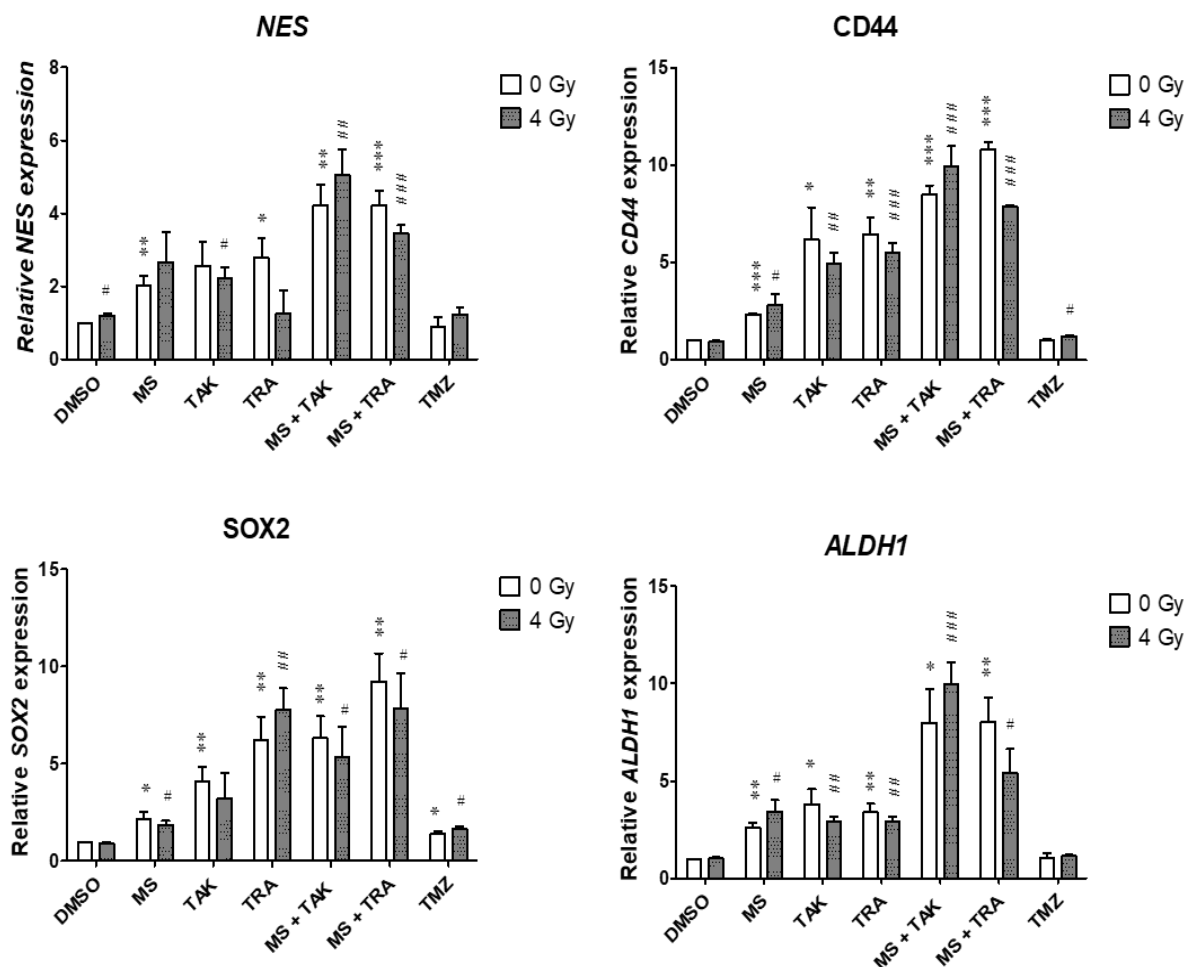 NES
Relative NES expression
8
6
4
2
0
0 Gy
4 Gy
#
**
#
*
**
##
***
###
DMSO
MS
TAK
TRA
MS + TAK
MS + TRA
TMZ
CD44
Relative CD44 expression
15
10
5
0
0 Gy
4 Gy
***
#
*
##
**
###
***
###
***
###
#
DMSO
MS
TAK
TRA
MS + TAK
MS + TRA
TMZ
SOX2
Relative SOX2 expression
15
10
5
0
0 Gy
4 Gy
*
#
**
**
##
**
#
**
#
*
#
DMSO
MS
TAK
TRA
MS + TAK
MS + TRA
TMZ
ALDH1
Relative ALDH1 expression
15
10
5
0
0 Gy
4 Gy
**
#
*
##
**
##
*
###
**
#
DMSO
MS
TAK
TRA
MS + TAK
MS + TRA
TMZ